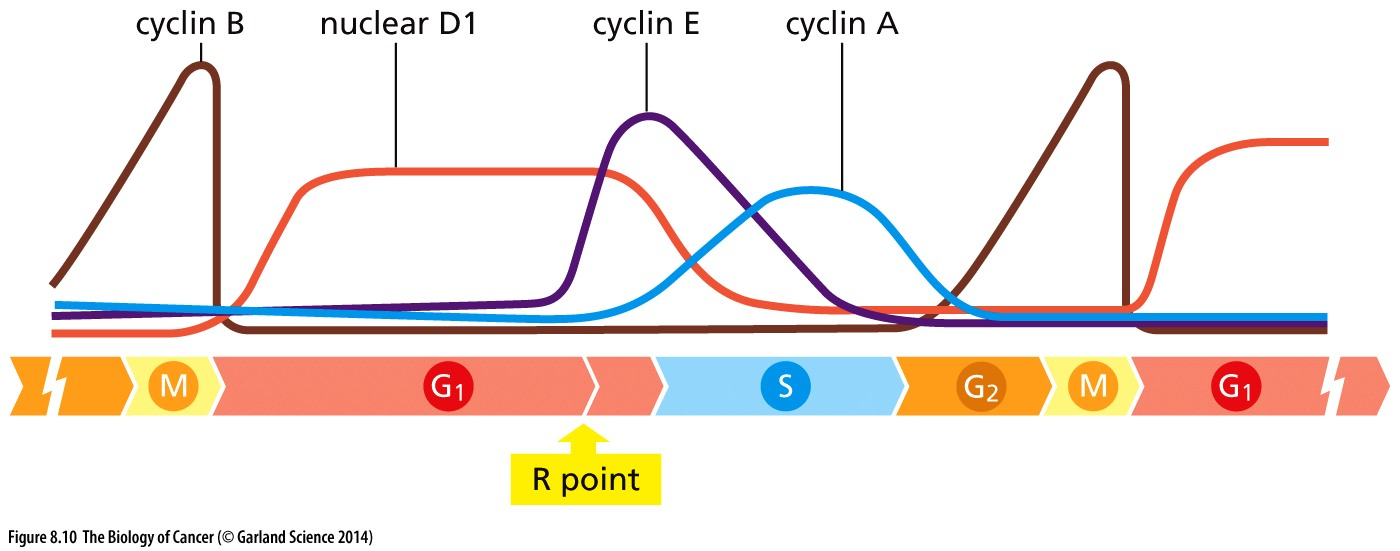 cyclin B nuclear D1 cyclin E cyclin A
M G1 S G2 M G1
R point
Figure 8.10 The Biology of Cancer (© Garland Science 2014)